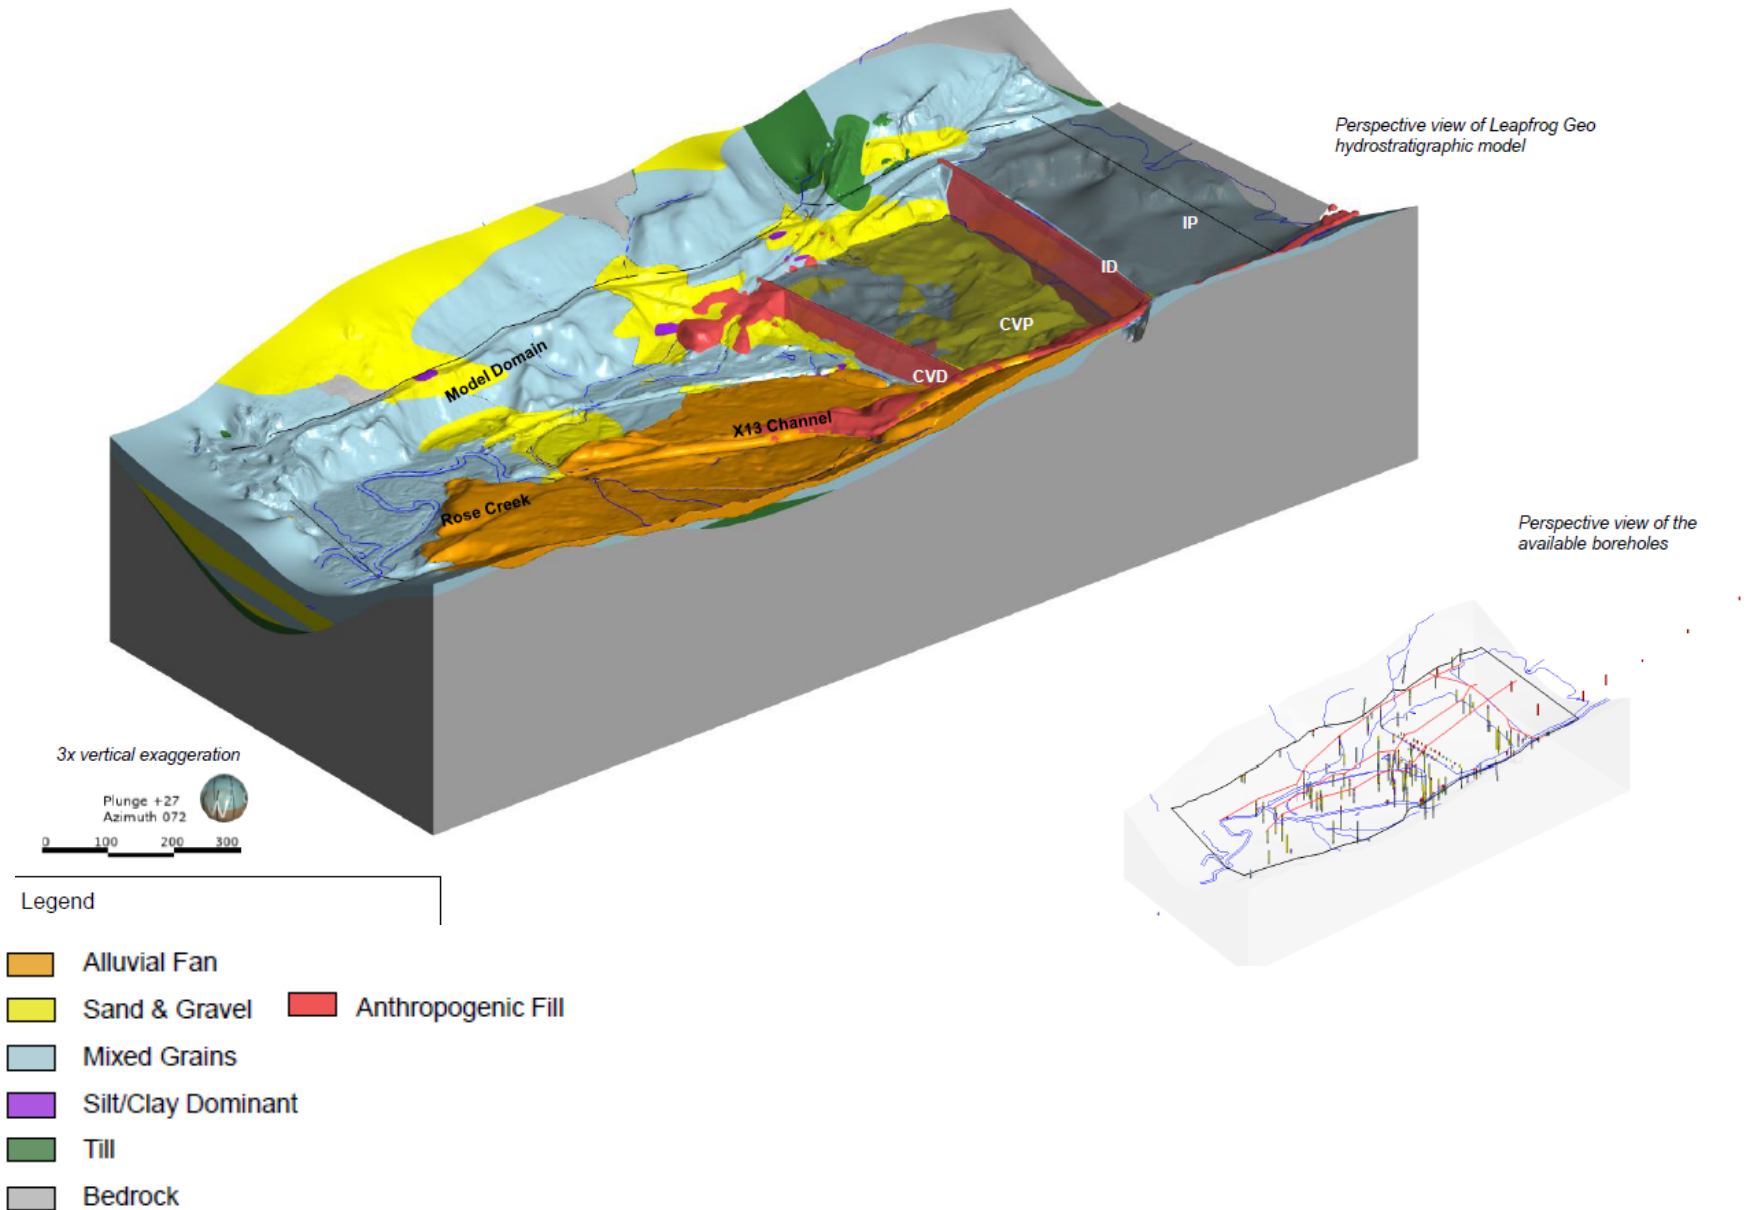 Perspective view of Leapfrog Geo
hydrostratigraphic model
IP
ID
CVP
Model Domain
CVD
X13 Channel
Rose Creek
Perspective view of the
available boreholes
3x vertical exaggeration
Plunge +27
Azimuth 072
0 100 200 300
Legend
Alluvial Fan
Sand & Gravel
Anthropogenic Fill
Mixed Grains
Silt/Clay Dominant
Till
Bedrock